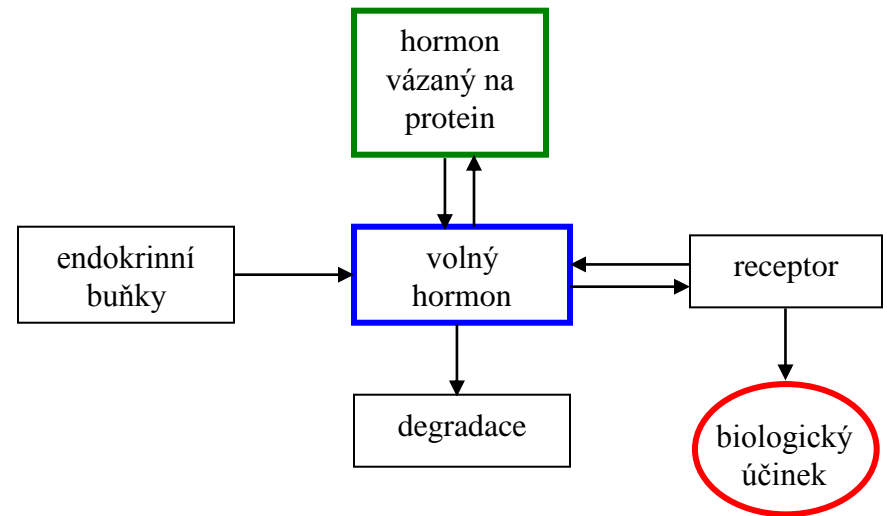 hormon
vázaný na
protein
endokrinní
buňky
volný
hormon
receptor
degradace
biologický
účinek